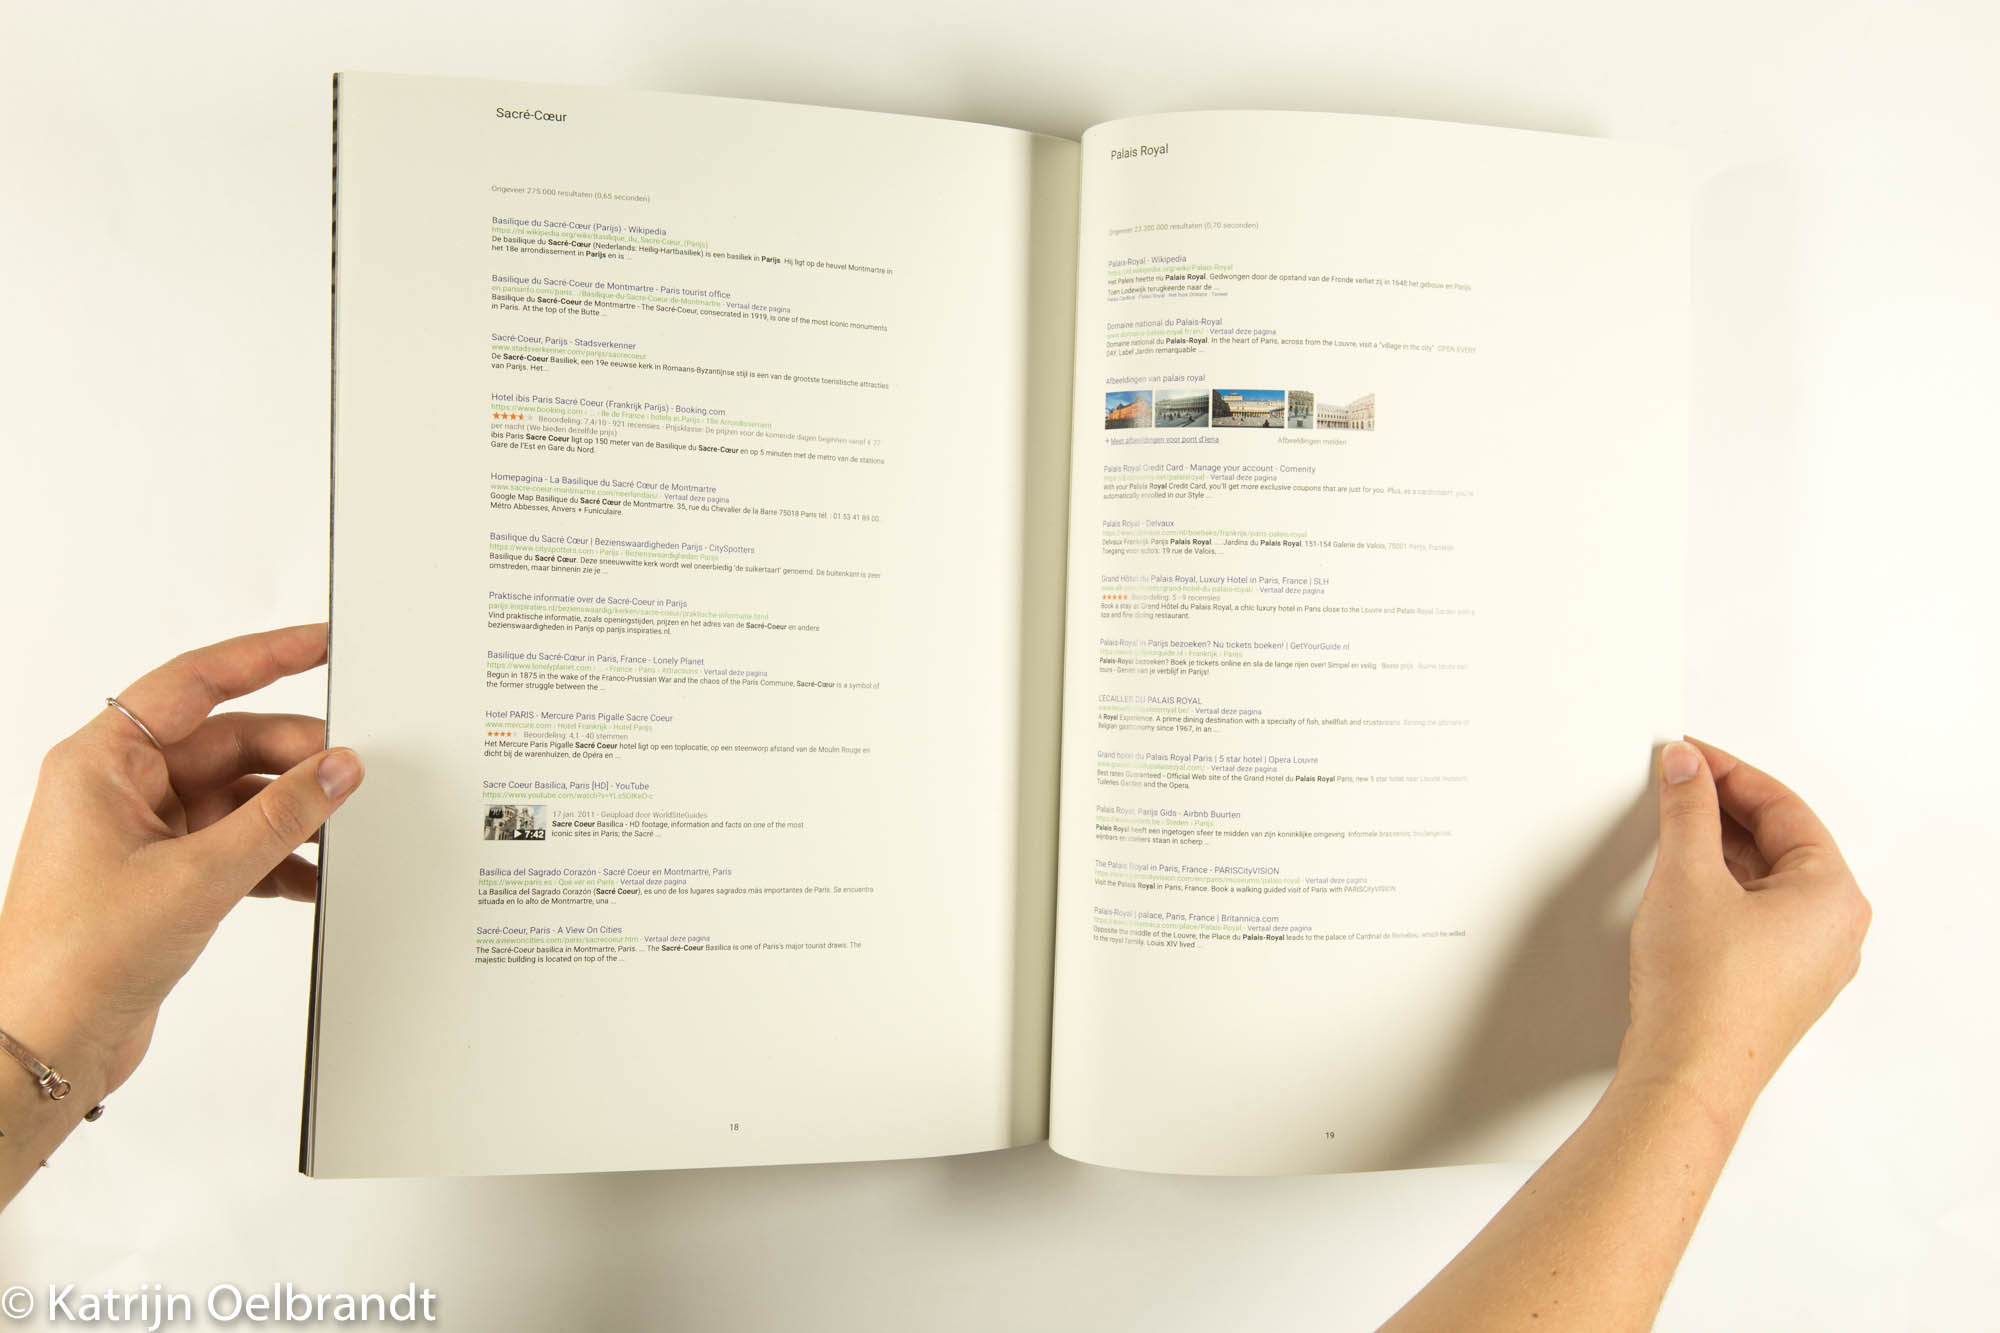 Sacré-Cœur
Ongeveer 275.000 resultaten (0,65 seconden)
Basilique du Sacré-Cœur (Parijs) - Wikipedia
https://nl.wikipedia.org/wiki/Basilique_du_Sacré-Cœur_(Parijs)
De basilique du Sacré-Cœur (Nederlands: Heilig-Hartbasiliek) is een basiliek in Parijs. Hij ligt op de heuvel Montmartre in
het 18e arrondissement in Parijs en is ...
Basilique du Sacré-Coeur de Montmartre - Paris tourist office
en.parisinfo.com/paris.../Basilique-du-Sacre-Coeur-de-Montmartre - Vertaal deze pagina
Basilique du Sacré-Coeur de Montmartre - The Sacré-Coeur, consecrated in 1919, is one of the most iconic monuments
in Paris. At the top of the Butte ...
Sacré-Coeur, Parijs - Stadsverkenner
www.stadsverkenner.com/parijs/sacrecoeur
De Sacré-Coeur Basiliek, een 19e eeuwse kerk in Romaans-Byzantijnse stijl is een van de grootste toeristische attracties
van Parijs. Het...
Hotel ibis Paris Sacré Coeur (Frankrijk Parijs) - Booking.com
https://www.booking.com › ... › Ile de France › hotels in Parijs › 18e Arrondissement
Beoordeling: 7,4/10 - 921 recensies - Prijsklasse: De prijzen voor de komende dagen beginnen vanaf € 77
per nacht (We bieden dezelfde prijs)
ibis Paris Sacre Coeur ligt op 150 meter van de Basilique du Sacre-Cœur en op 5 minuten met de metro van de stations
Gare de l'Est en Gare du Nord.
Homepagina - La Basilique du Sacré Cœur de Montmartre
www.sacre-coeur-montmartre.com/neerlandais/ - Vertaal deze pagina
Google Map Basilique du Sacré Cœur de Montmartre. 35, rue du Chevalier de la Barre 75018 Paris tél. : 01 53 41 89 00.
Métro Abbesses, Anvers + Funiculaire.
Basilique du Sacré Cœur | Bezienswaardigheden Parijs - CitySpotters
https://www.cityspotters.com › Parijs › Bezienswaardigheden Parijs
Basilique du Sacré Cœur. Deze sneeuwwitte kerk wordt wel oneerbiedig 'de suikertaart' genoemd. De buitenkant is zeer
omstreden, maar binnenin zie je ...
Praktische informatie over de Sacré-Coeur in Parijs
parijs.inspiraties.nl/bezienswaardig/kerken/sacre-coeur/praktische-informatie.html
Vind praktische informatie, zoals openingstijden, prijzen en het adres van de Sacré-Coeur en andere
bezienswaardigheden in Parijs op parijs.inspiraties.nl.
Basilique du Sacré-Cœur in Paris, France - Lonely Planet
https://www.lonelyplanet.com › ... › France › Paris › Attractions - Vertaal deze pagina
Begun in 1875 in the wake of the Franco-Prussian War and the chaos of the Paris Commune, Sacré-Cœur is a symbol of
the former struggle between the ...
Hotel PARIS - Mercure Paris Pigalle Sacre Coeur
www.mercure.com › Hotel Frankrijk › Hotel Parijs
Beoordeling: 4,1 - 40 stemmen
Het Mercure Paris Pigalle Sacré Coeur hotel ligt op een toplocatie, op een steenworp afstand van de Moulin Rouge en
dicht bij de warenhuizen, de Opéra en ...
Sacre Coeur Basilica, Paris [HD] - YouTube
https://www.youtube.com/watch?
7:42
17 jan. 2011 - Geüpload door WorldSiteGuides
Sacre Coeur Basilica - HD footage, information and facts on one of the most
iconic sites in Paris; the Sacré ...
Basílica del Sagrado Corazón - Sacré Coeur en Montmartre, París
https://www.paris.es › Qué ver en París - Vertaal deze pagina
La Basílica del Sagrado Corazón (Sacré Coeur), es uno de los lugares sagrados más importantes de París. Se encuentra
situada en lo alto de Montmartre, una ...
Sacré-Coeur, Paris - A View On Cities
www.aviewoncities.com/paris/sacrecoeur.htm - Vertaal deze pagina
The Sacré-Coeur basilica in Montmartre, Paris. ... The Sacré-Coeur Basilica is one of Paris's major tourist draws. The
majestic building is located on top of the ...
18
Palais Royal
Ongeveer 23.200.000 resultaten (0,70 seconden)
Palais-Royal - Wikipedia
https://nl.wikipedia.org/wiki/Palais-Royal
Het Paleis heette nu Palais Royal. Gedwongen door de opstand van de Fronde verliet zij in 1648 het gebouw en Parijs.
Toen Lodewijk terugkeerde naar de ...
Domaine national du Palais-Royal
www.domaine-palais-royal.fr/en/ - Vertaal deze pagina
Domaine national du Palais-Royal. In the heart of Paris, across from the Louvre, visit a "village in the city". OPEN EVERY
DAY, Label Jardin remarquable ...
Afbeeldingen van palais royal
+ Meer afbeeldingen voor pont d'iena
Afbeeldingen melden
Palais Royal Credit Card - Manage your account - Comenity
- Vertaal deze pagina
With your Palais Royal Credit Card, you'll get more exclusive coupons that are just for you. Plus, as a cardholder, you're
automatically enrolled in our Style ...
Palais Royal - Delvaux
Delvaux Frankrijk Parijs Palais Royal. ... Jardins du Palais Royal. 151-154 Galerie de Valois, 75001 Parijs, Frankrijk.
Toegang voor auto's: 19 rue de Valois, ...
Grand Hôtel du Palais Royal, Luxury Hotel in Paris, France | SLH
- Vertaal deze pagina
Beoordeling: 5 - 9 recensies
Book a stay at Grand Hôtel du Palais Royal, a chic luxury hotel in Paris close to the Louvre and Palais Royal Garden with a
spa and fine dining restaurant.
Palais-Royal in Parijs bezoeken? Nu tickets boeken! | GetYourGuide.nl
› Frankrijk › Parijs
Palais-Royal bezoeken? Boek je tickets online en sla de lange rijen over! Simpel en veilig
tours - Geniet van je verblijf in Parijs!
L'ECAILLER DU PALAIS ROYAL
- Vertaal deze pagina
A Royal Experience. A prime dining destination with a specialty of fish, shellfish and crustaceans. Serving the ultimate in
Belgian gastronomy since 1967, in an ...
Grand hotel du Palais Royal Paris | 5 star hotel | Opera Louvre
- Vertaal deze pagina
Best rates Guaranteed - Official Web site of the Grand Hotel du Palais Royal Paris, new 5 star hotel near Louvre museum,
Tuileries Garden and the Opera.
Palais Royal, Parijs Gids - Airbnb Buurten
› Steden › Parijs
Palais Royal heeft een ingetogen sfeer te midden van zijn koninklijke omgeving. Informele brasseries, boulangeries,
wijnbars en ateliers staan in scherp ...
The Palais Royal in Paris, France - PARISCityVISION
- Vertaal deze pagina
Visit the Palais Royal in Paris, France. Book a walking guided visit of Paris with PARISCityVISION
Palais-Royal | palace, Paris, France | Britannica.com
- Vertaal deze pagina
Opposite the middle of the Louvre, the Place du Palais-Royal leads to the palace of Cardinal de Richelieu, which he willed
to the royal family. Louis XIV lived ...
19
© Katrijn Oelbrandt